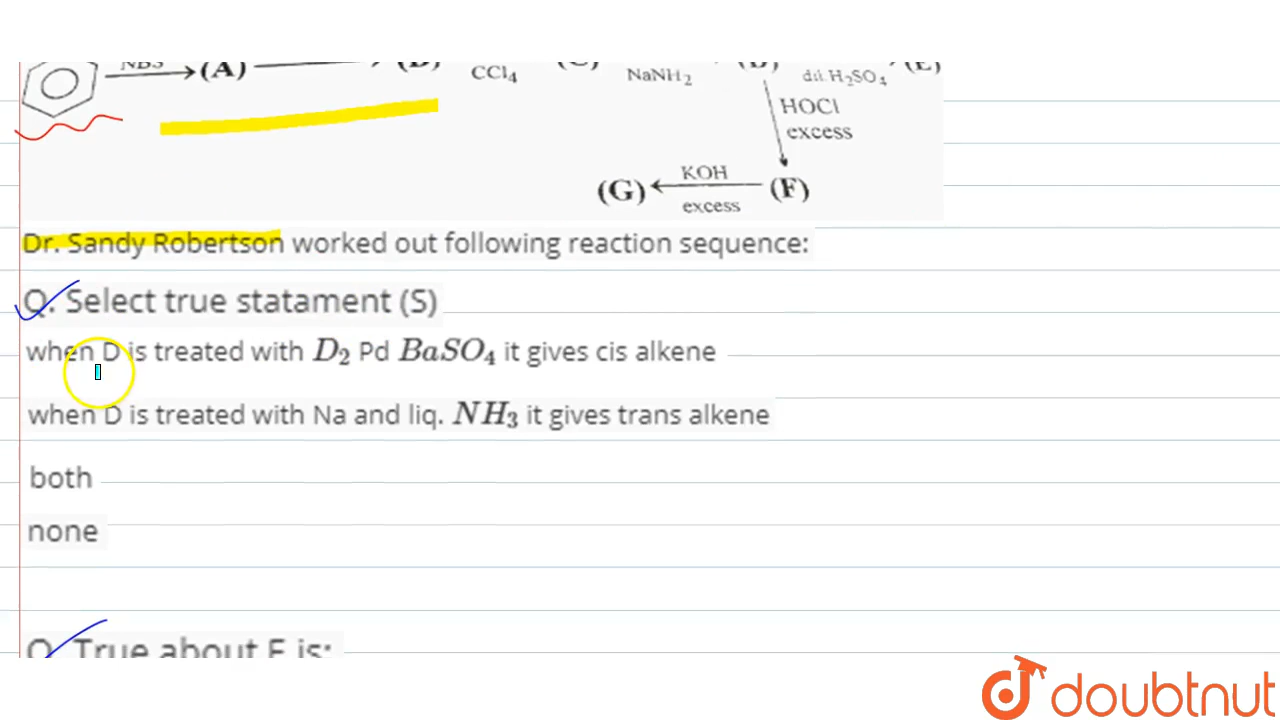 NBS
(A)
CCl4
NaNH2
dil. H2SO4
(E)
HOCl
excess
(G) KOH (F)
excess
Dr. Sandy Robertson worked out following reaction sequence:
Q. Select true statament (S)
when D is treated with D2 Pd BaSO4 it gives cis alkene
when D is treated with Na and liq. NH3 it gives trans alkene
both
none
Q. True about F is:
doubtnut